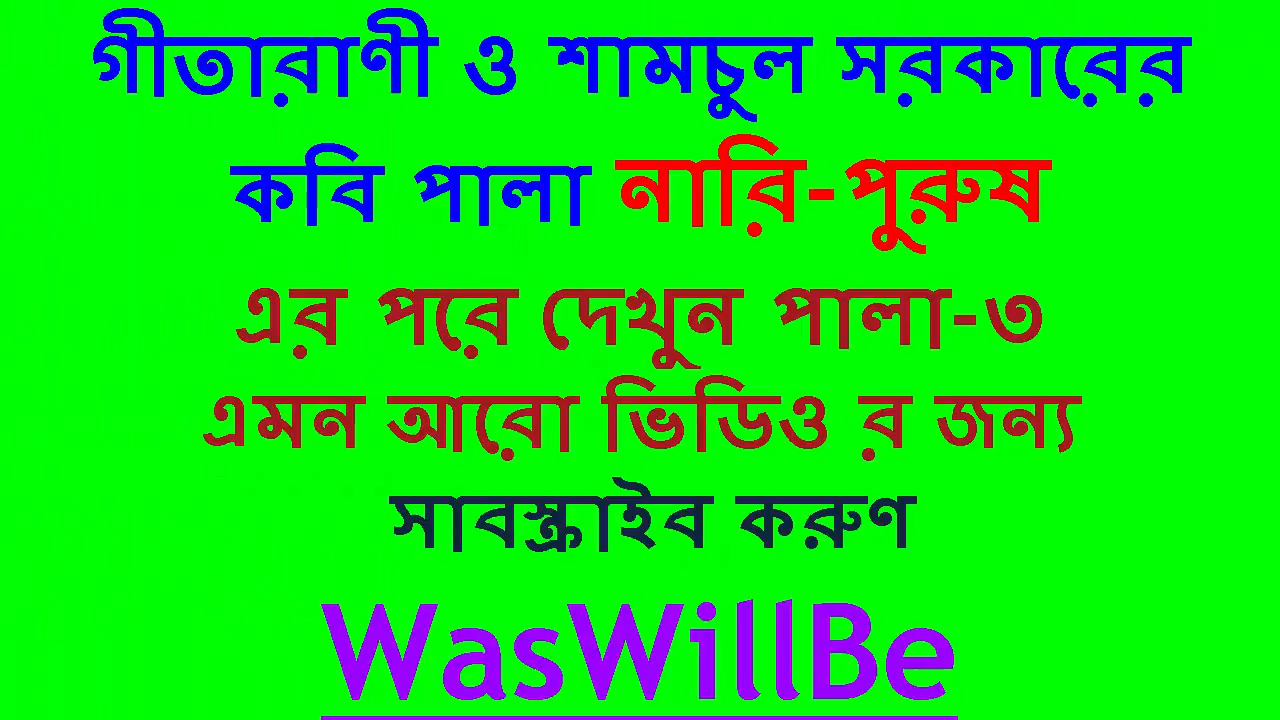 গীতারাণী ও শামচুল সরকারের
কবি পালা নারি-পুরুষ
এর পরে দেখুন পালা-৩
এমন আরো ভিডিও র জন্য
সাবস্ক্রাইব করুণ
WasWillBe